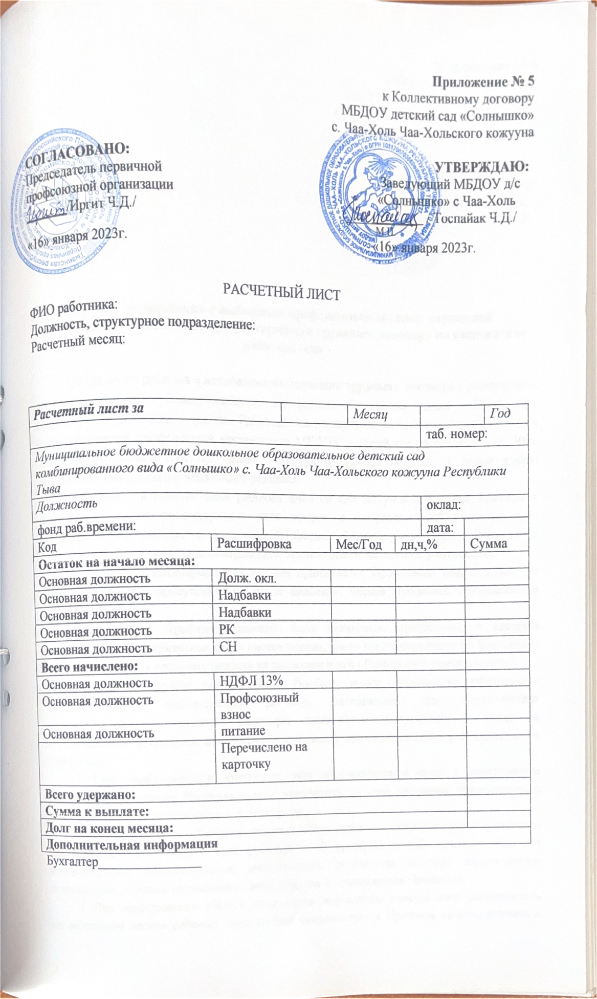 Приложение № 5
к Коллективному договору
МБДОУ детский сад «Солнышко»
с. Чаа-Холь Чаа-Хольского кожууна
СОГЛАСОВАНО:
Председатель первичной
профсоюзной организации
/Иргит Ч.Д./
«16» января 2023г.
УТВЕРЖДАЮ:
Заведующий МБДОУ д/с
«Солнышко» с Чаа-Холь
Тоспайак Ч.Д./
М.П.
«16» января 2023г.
РАСЧЕТНЫЙ ЛИСТ
ФИО работника:
Должность, структурное подразделение:
Расчетный месяц:
Расчетный лист за Месяц Год
таб. номер:
Муниципальное бюджетное дошкольное образовательное детский сад
комбинированного вида «Солнышко» с. Чаа-Холь Чаа-Хольского кожууна Республики
Тыва
Должность оклад:
фонд раб.времени: дата:
Код Расшифровка Мес/Год дн,ч,% Сумма
Остаток на начало месяца:
Основная должность Долж. окл.
Основная должность Надбавки
Основная должность Надбавки
Основная должность РК
Основная должность СН
Всего начислено:
Основная должность НДФЛ 13%
Основная должность Профсоюзный
взнос
Основная должность питание
Перечислено на
карточку
Всего удержано:
Сумма к выплате:
Долг на конец месяца:
Дополнительная информация
Бухгалтер_________________